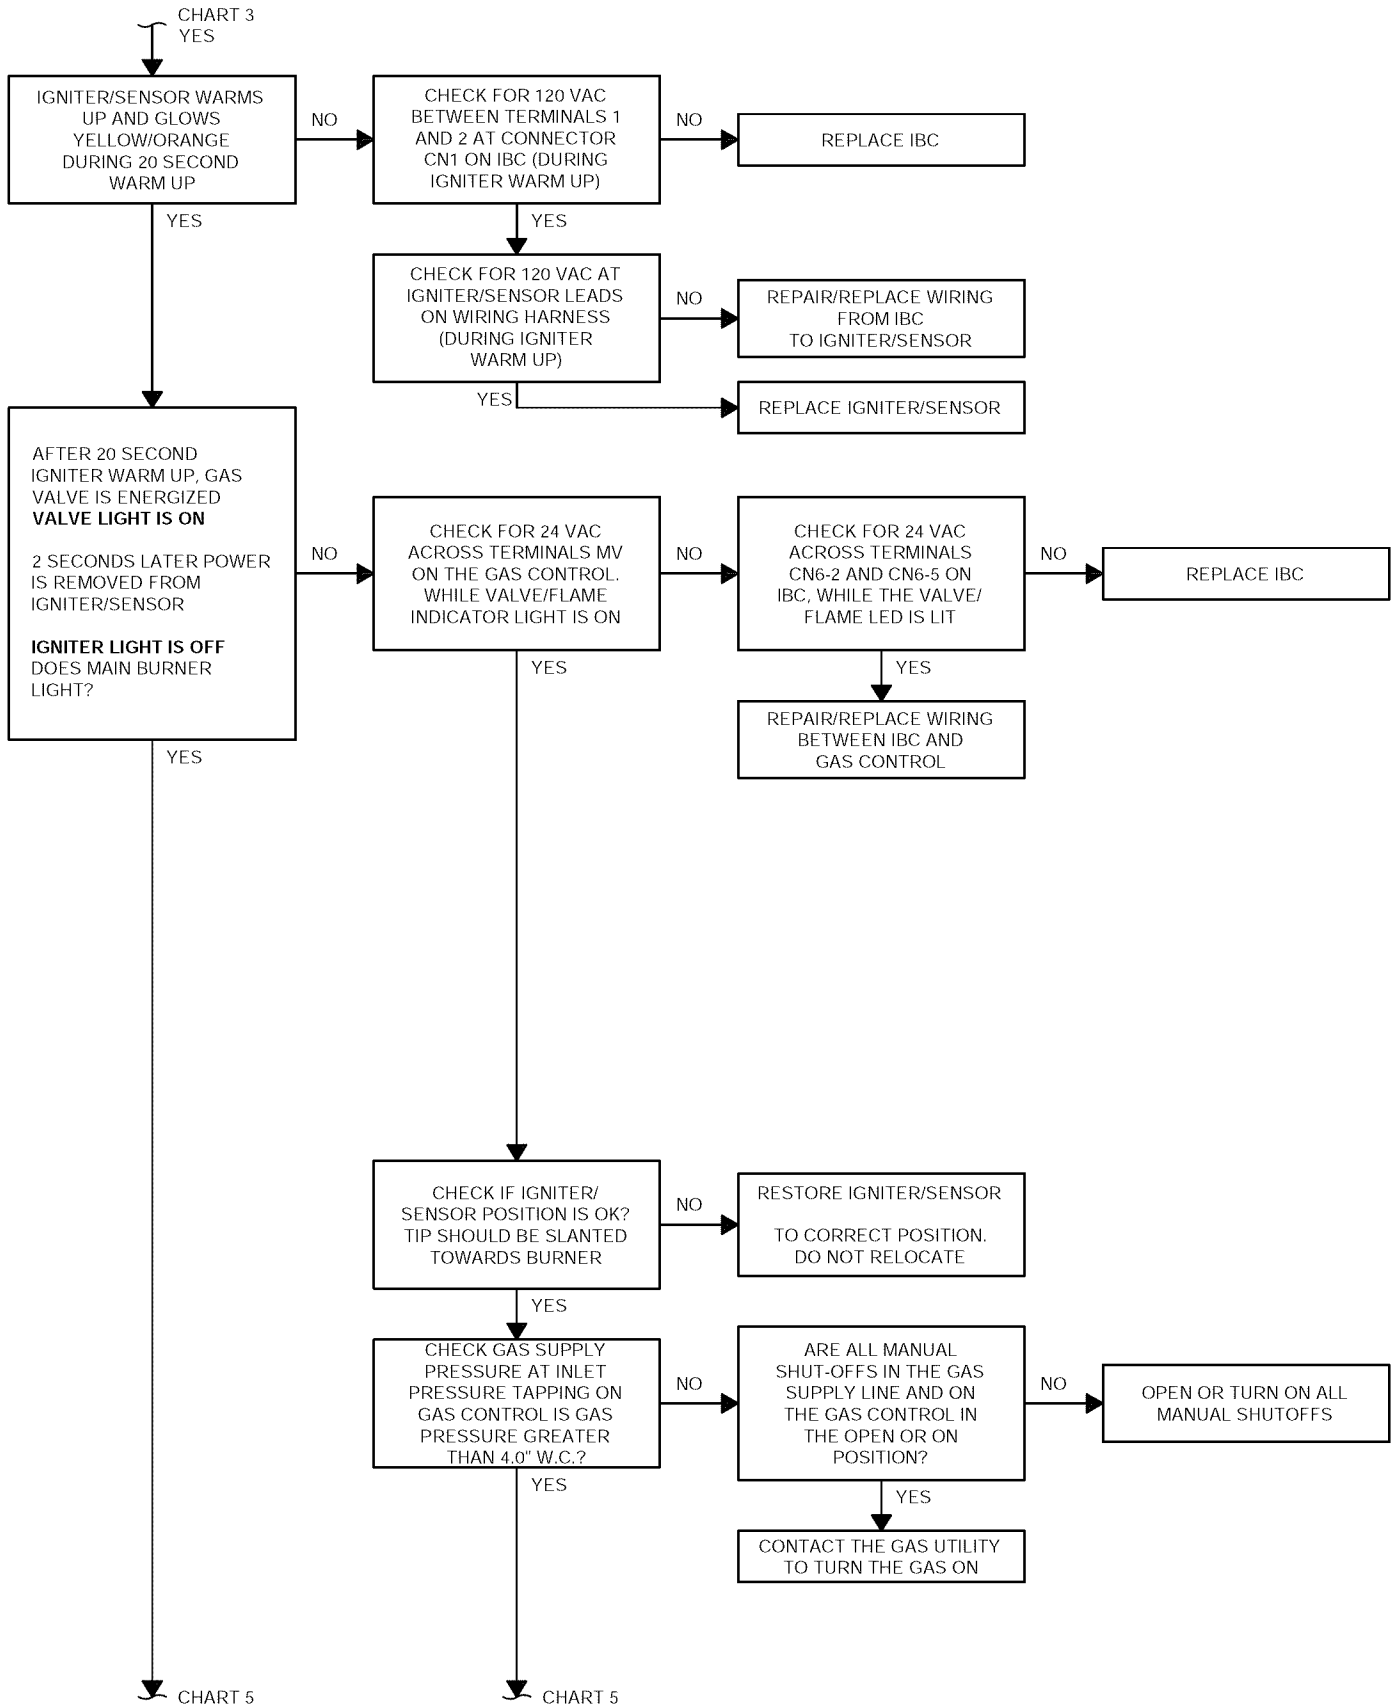 CHART 3
YES
IGNITER/SENSOR WARMS
UP AND GLOWS
YELLOW/ORANGE
DURING 20 SECOND
WARM UP
NO
CHECK FOR 120 VAC
BETWEEN TERMINALS 1
AND 2 AT CONNECTOR
CN1 ON IBC (DURING
IGNITER WARM UP)
NO
REPLACE IBC
YES
YES
CHECK FOR 120 VAC AT
IGNITER/SENSOR LEADS
ON WIRING HARNESS
(DURING IGNITER
WARM UP)
NO
REPAIR/REPLACE WIRING
FROM IBC
TO IGNITER/SENSOR
YES
REPLACE IGNITER/SENSOR
AFTER 20 SECOND
IGNITER WARM UP, GAS
VALVE IS ENERGIZED
VALVE LIGHT IS ON
2 SECONDS LATER POWER
IS REMOVED FROM
IGNITER/SENSOR
IGNITER LIGHT IS OFF
DOES MAIN BURNER
LIGHT?
NO
CHECK FOR 24 VAC
ACROSS TERMINALS MV
ON THE GAS CONTROL.
WHILE VALVE/FLAME
INDICATOR LIGHT IS ON
NO
CHECK FOR 24 VAC
ACROSS TERMINALS
CN6-2 AND CN6-5 ON
IBC, WHILE THE VALVE/
FLAME LED IS LIT
NO
REPLACE IBC
YES
YES
REPAIR/REPLACE WIRING
BETWEEN IBC AND
GAS CONTROL
YES
CHECK IF IGNITER/
SENSOR POSITION IS OK?
TIP SHOULD BE SLANTED
TOWARDS BURNER
NO
RESTORE IGNITER/SENSOR
TO CORRECT POSITION.
DO NOT RELOCATE
YES
CHECK GAS SUPPLY
PRESSURE AT INLET
PRESSURE TAPPING ON
GAS CONTROL IS GAS
PRESSURE GREATER
THAN 4.0" W.C.?
NO
ARE ALL MANUAL
SHUT-OFFS IN THE GAS
SUPPLY LINE AND ON
THE GAS CONTROL IN
THE OPEN OR ON
POSITION?
NO
OPEN OR TURN ON ALL
MANUAL SHUTOFFS
YES
YES
CONTACT THE GAS UTILITY
TO TURN THE GAS ON
CHART 5
CHART 5